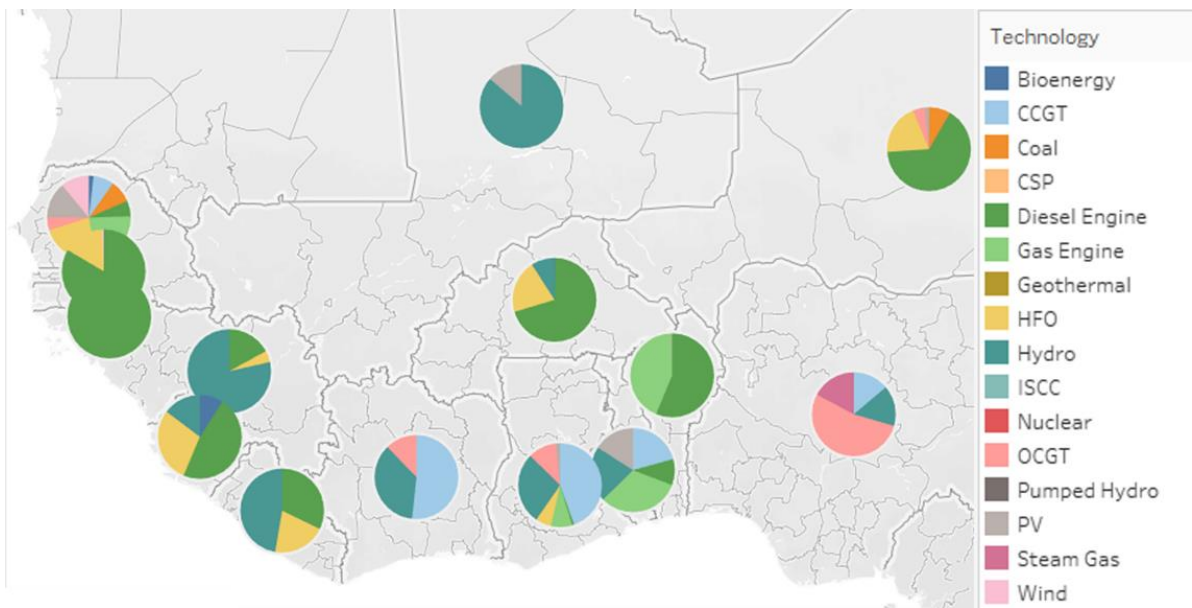 Technology
Bioenergy
CCGT
Coal
CSP
Diesel Engine
Gas Engine
Geothermal
HFO
Hydro
ISCC
Nuclear
OCGT
Pumped Hydro
PV
Steam Gas
Wind